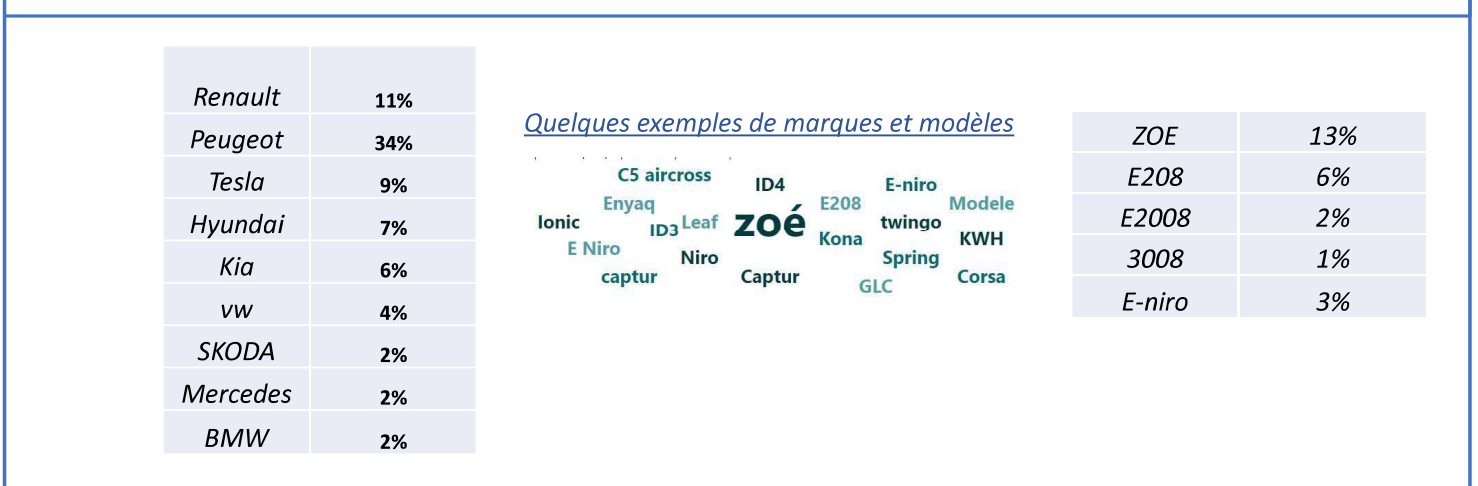 Renault 11%
Peugeot 34%
Tesla 9%
Hyundai 7%
Kia 6%
vw 4%
SKODA 2%
Mercedes 2%
BMW 2%
Quelques exemples de marques et modèles
C5 aircross
ID4
E-niro
Enyaq
E208
Modele
Ionic
ID3
Leaf
zoé
twingo
Kona
KWH
E Niro
Niro
Spring
captur
Captur
GLC
Corsa
ZOE 13%
E208 6%
E2008 2%
3008 1%
E-niro 3%